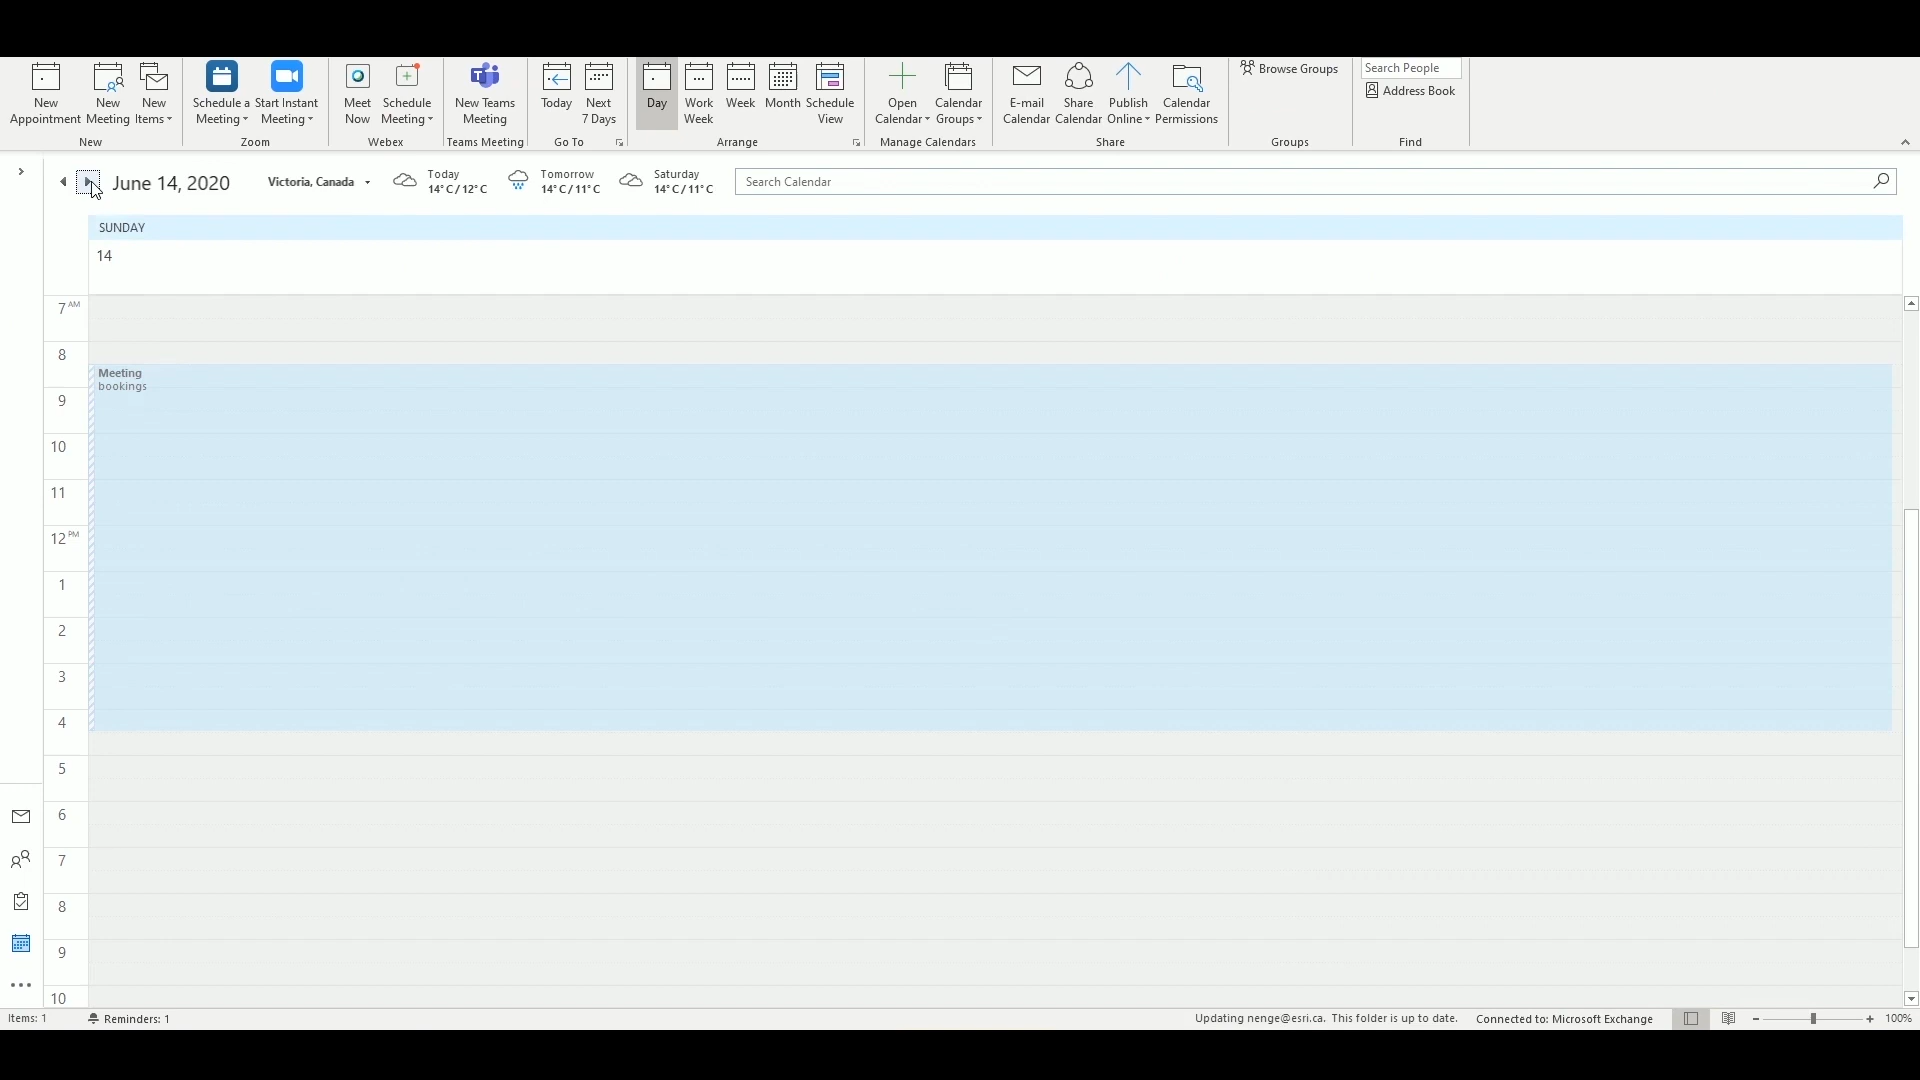 New Appointment
New Meeting
New Items
New
Schedule a Meeting
Start Instant Meeting
Zoom
Meet Now
Schedule Meeting
Webex
New Teams Meeting
Teams Meeting
Today
Next 7 Days
Go To
Day
Work Week
Week
Month
Schedule View
Arrange
Open Calendar
Calendar Groups
Manage Calendars
E-mail Calendar
Share Calendar
Publish Online
Calendar Permissions
Share
Browse Groups
Groups
Search People
Address Book
Find
June 14, 2020
Victoria, Canada
Today
14°C / 12°C
Tomorrow
14°C / 11°C
Saturday
14°C / 11°C
Search Calendar
SUNDAY
14
7 AM
8
Meeting
bookings
9
10
11
12 PM
1
2
3
4
5
6
7
8
9
10
Items: 1
Reminders: 1
Updating nenge@esri.ca. This folder is up to date.
Connected to: Microsoft Exchange
100%